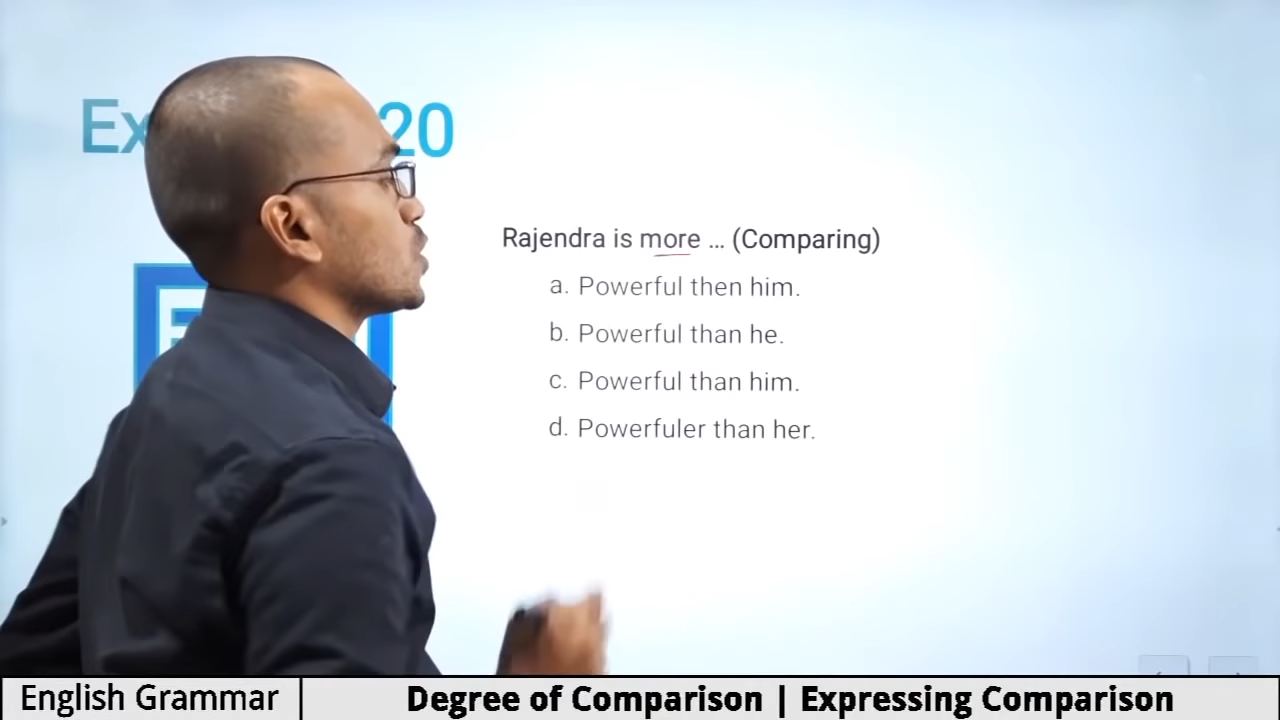 20
Rajendra is more ... (Comparing)
a. Powerful then him.
b. Powerful than he.
c. Powerful than him.
d. Powerfuler than her.
English Grammar | Degree of Comparison | Expressing Comparison